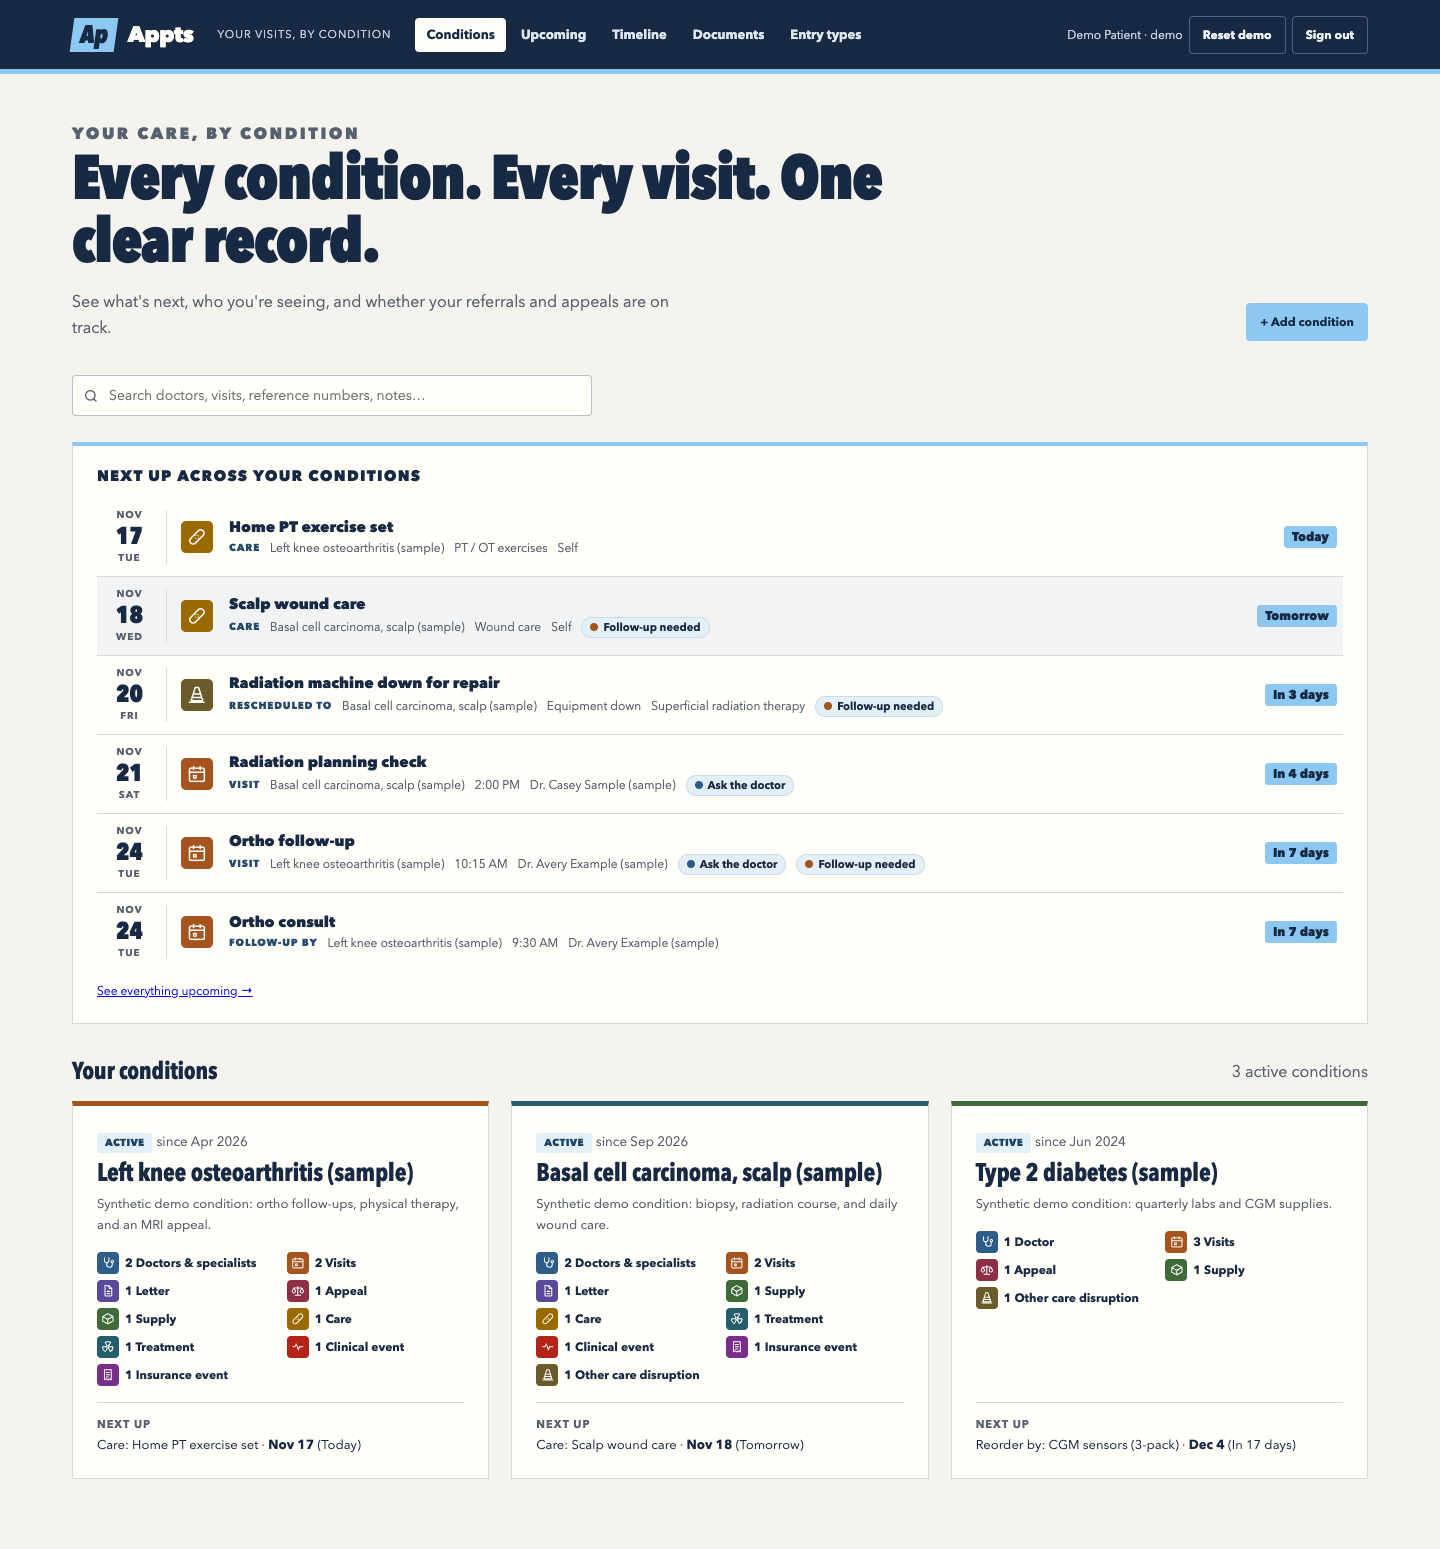 Ap Appts YOUR VISITS, BY CONDITION Conditions Upcoming Timeline Documents Entry types Demo Patient · demo Reset demo Sign out
YOUR CARE, BY CONDITION
Every condition. Every visit. One
clear record.
See what's next, who you're seeing, and whether your referrals and appeals are on
track.
+ Add condition
Search doctors, visits, reference numbers, notes…
NEXT UP ACROSS YOUR CONDITIONS
NOV
17
TUE
Home PT exercise set
CARE Left knee osteoarthritis (sample) PT / OT exercises Self
Today
NOV
18
WED
Scalp wound care
CARE Basal cell carcinoma, scalp (sample) Wound care Self Follow-up needed
Tomorrow
NOV
20
FRI
Radiation machine down for repair
RESCHEDULED TO Basal cell carcinoma, scalp (sample) Equipment down Superficial radiation therapy Follow-up needed
In 3 days
NOV
21
SAT
Radiation planning check
VISIT Basal cell carcinoma, scalp (sample) 2:00 PM Dr. Casey Sample (sample) Ask the doctor
In 4 days
NOV
24
TUE
Ortho follow-up
VISIT Left knee osteoarthritis (sample) 10:15 AM Dr. Avery Example (sample) Ask the doctor Follow-up needed
In 7 days
NOV
24
TUE
Ortho consult
FOLLOW-UP BY Left knee osteoarthritis (sample) 9:30 AM Dr. Avery Example (sample)
In 7 days
See everything upcoming →
Your conditions
3 active conditions
ACTIVE since Apr 2026
Left knee osteoarthritis (sample)
Synthetic demo condition: ortho follow-ups, physical therapy,
and an MRI appeal.
2 Doctors & specialists 2 Visits
1 Letter 1 Appeal
1 Supply 1 Care
1 Treatment 1 Clinical event
1 Insurance event
NEXT UP
Care: Home PT exercise set · Nov 17 (Today)
ACTIVE since Sep 2026
Basal cell carcinoma, scalp (sample)
Synthetic demo condition: biopsy, radiation course, and daily
wound care.
2 Doctors & specialists 2 Visits
1 Letter 1 Supply
1 Care 1 Treatment
1 Clinical event 1 Insurance event
1 Other care disruption
NEXT UP
Care: Scalp wound care · Nov 18 (Tomorrow)
ACTIVE since Jun 2024
Type 2 diabetes (sample)
Synthetic demo condition: quarterly labs and CGM supplies.
1 Doctor 3 Visits
1 Appeal 1 Supply
1 Other care disruption
NEXT UP
Reorder by: CGM sensors (3-pack) · Dec 4 (In 17 days)